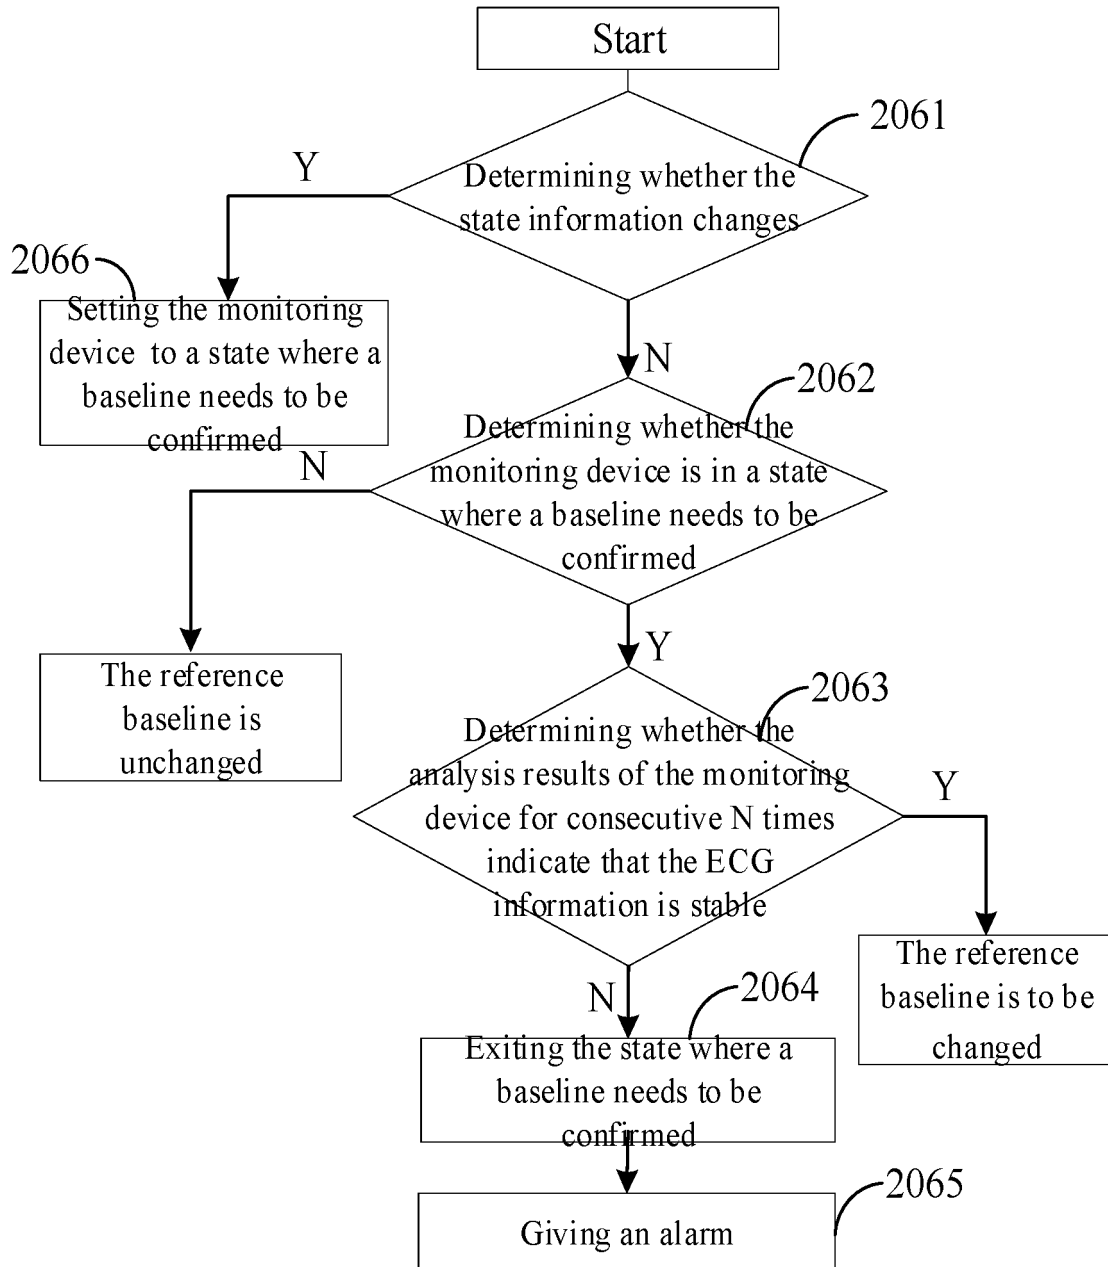 Start
2061
Y
Determining whether the
state information changes
2066
Setting the monitoring
device to a state where a
baseline needs to be
confirmed
N
2062
Determining whether the
monitoring device is in a state
where a baseline needs to be
confirmed
N
The reference
baseline is
unchanged
Y
2063
Determining whether the
analysis results of the monitoring
device for consecutive N times
indicate that the ECG
information is stable
Y
The reference
baseline is to be
changed
N
2064
Exiting the state where a
baseline needs to be
confirmed
2065
Giving an alarm